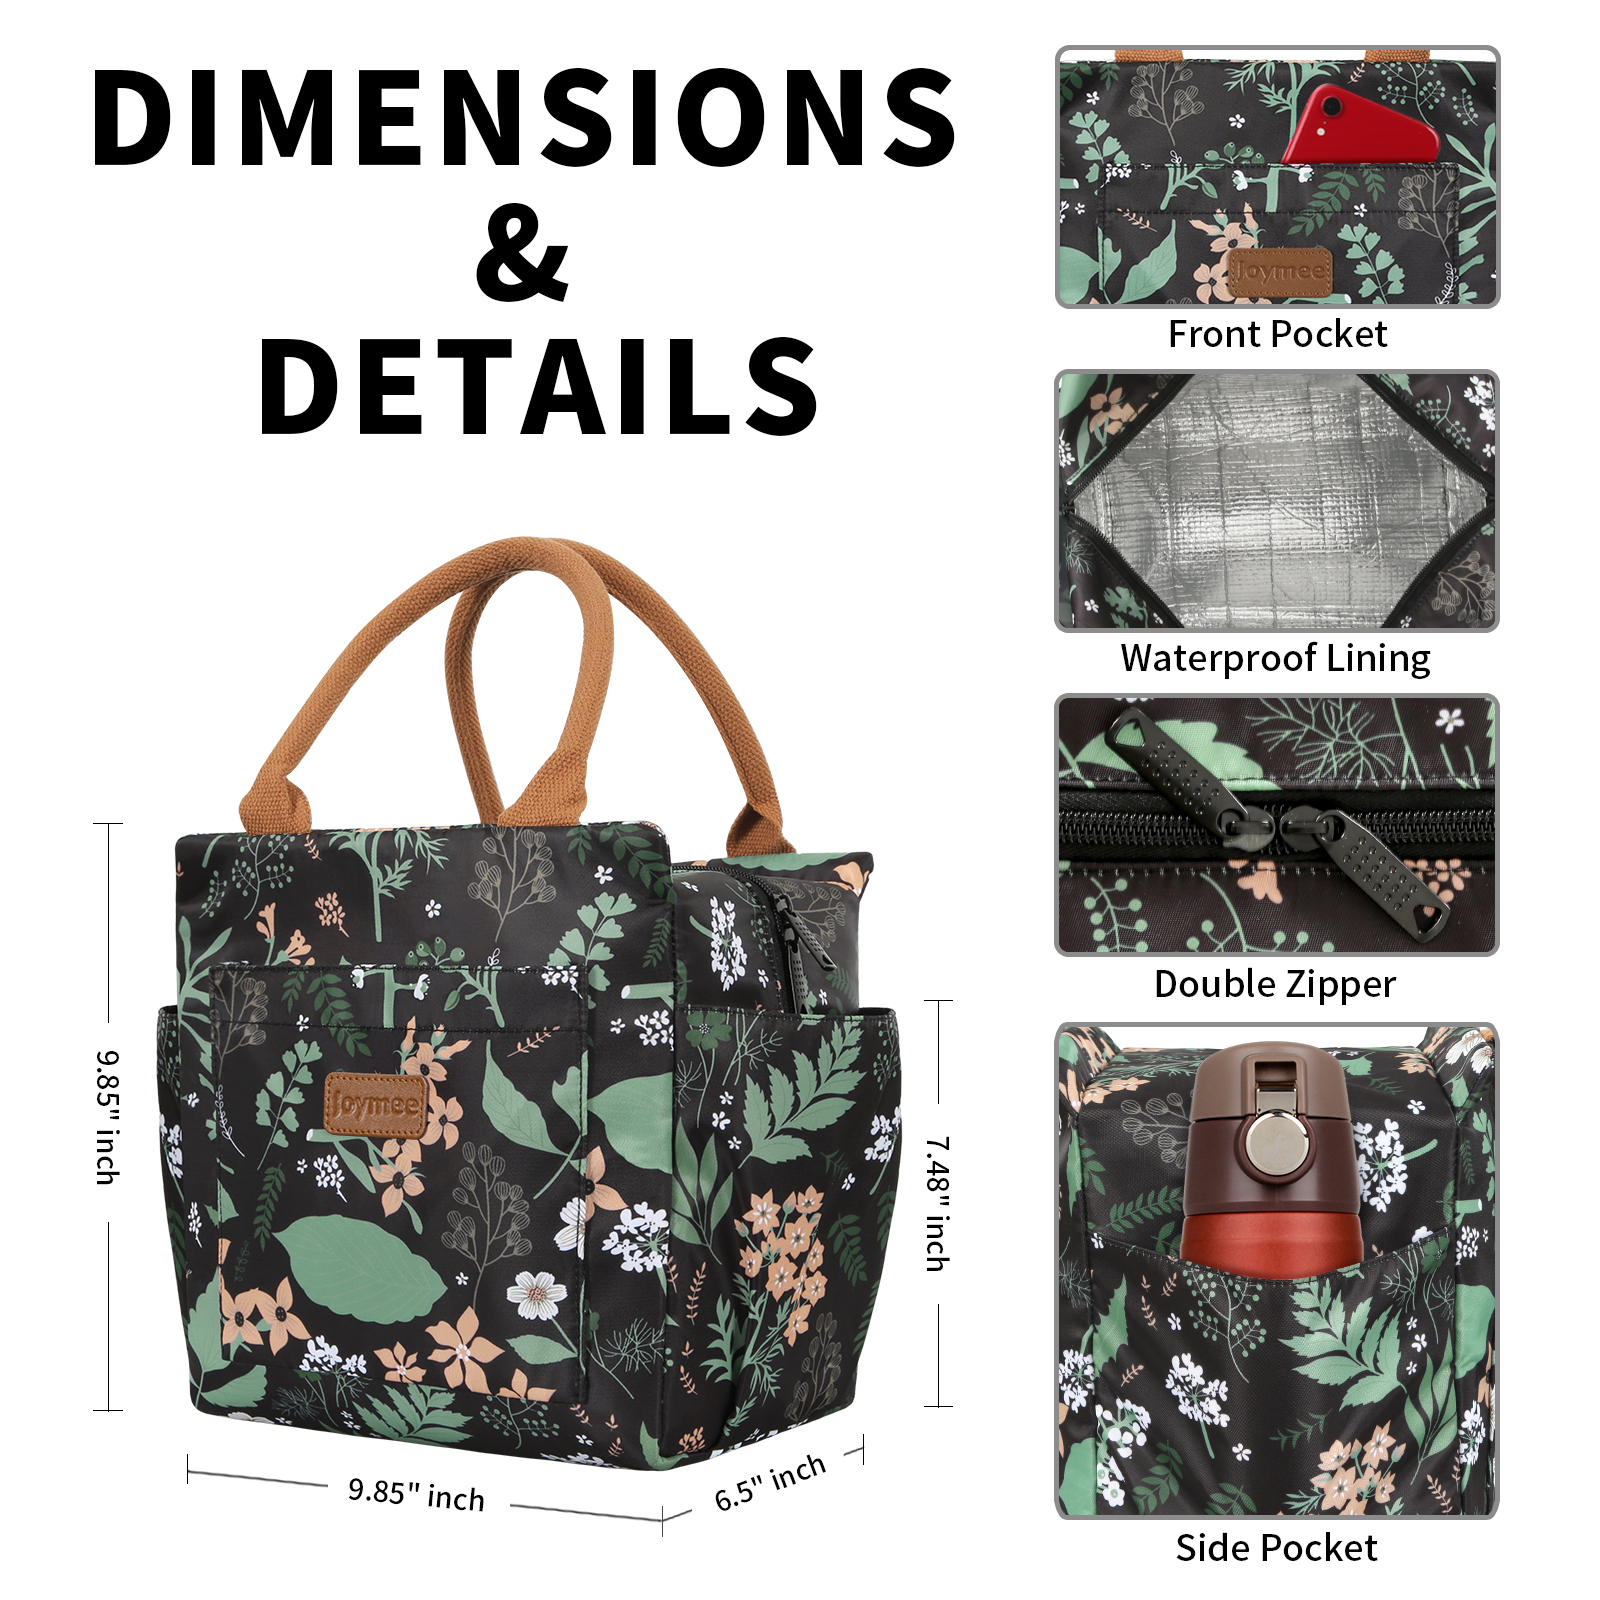 DIMENSIONS
&
DETAILS
Joymee
Front Pocket
Waterproof Lining
Double Zipper
Joymee
9.85" inch
7.48" inch
9.85" inch
6.5" inch
Side Pocket